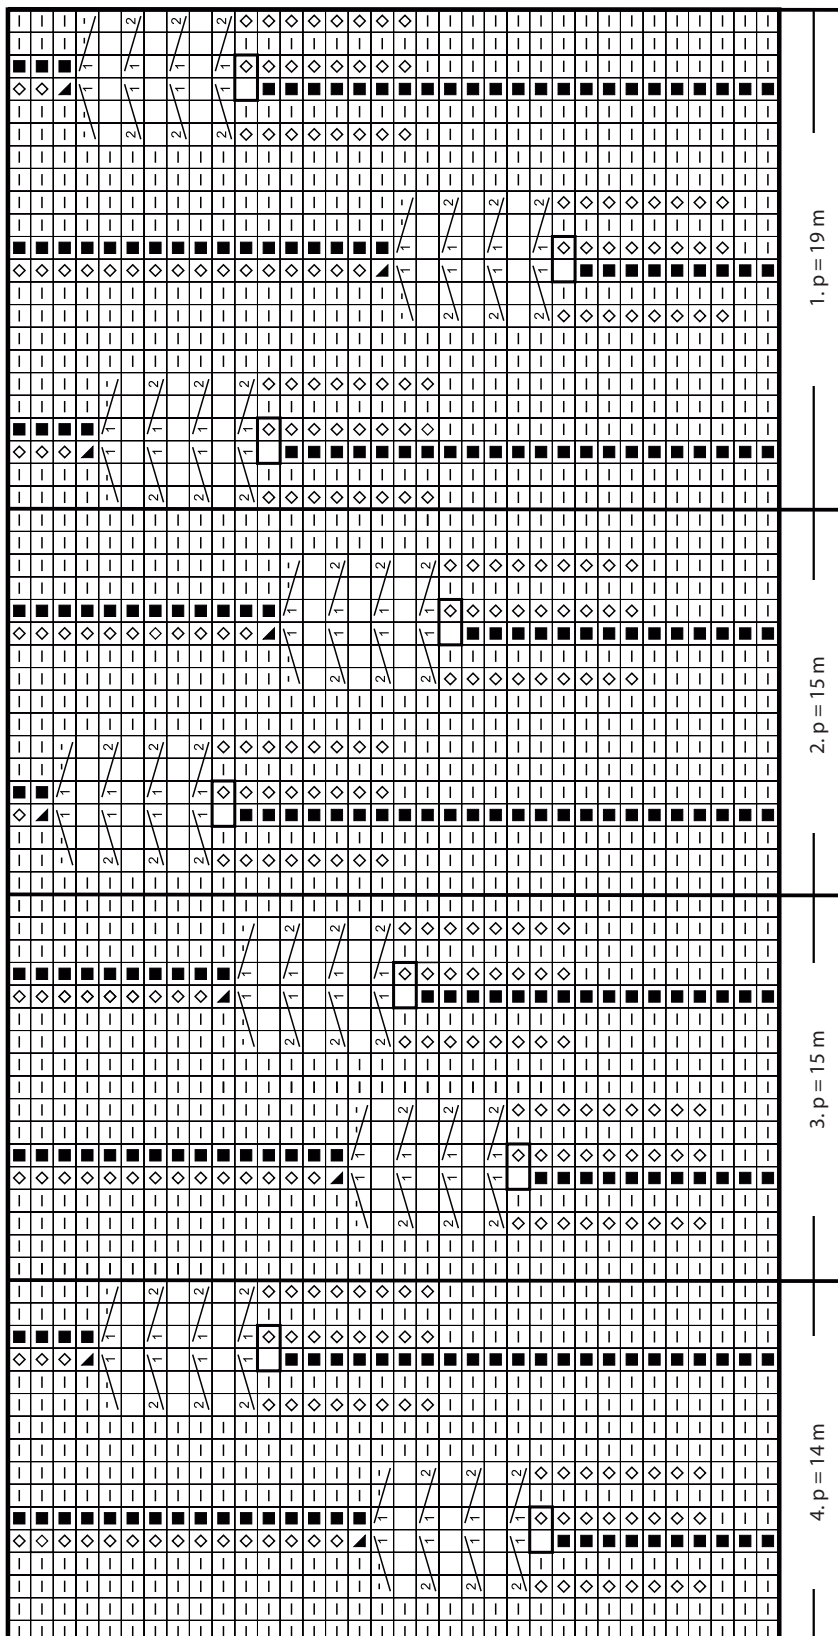 1. p = 19 m
2. p = 15 m
3. p = 15 m
4. p = 14 m